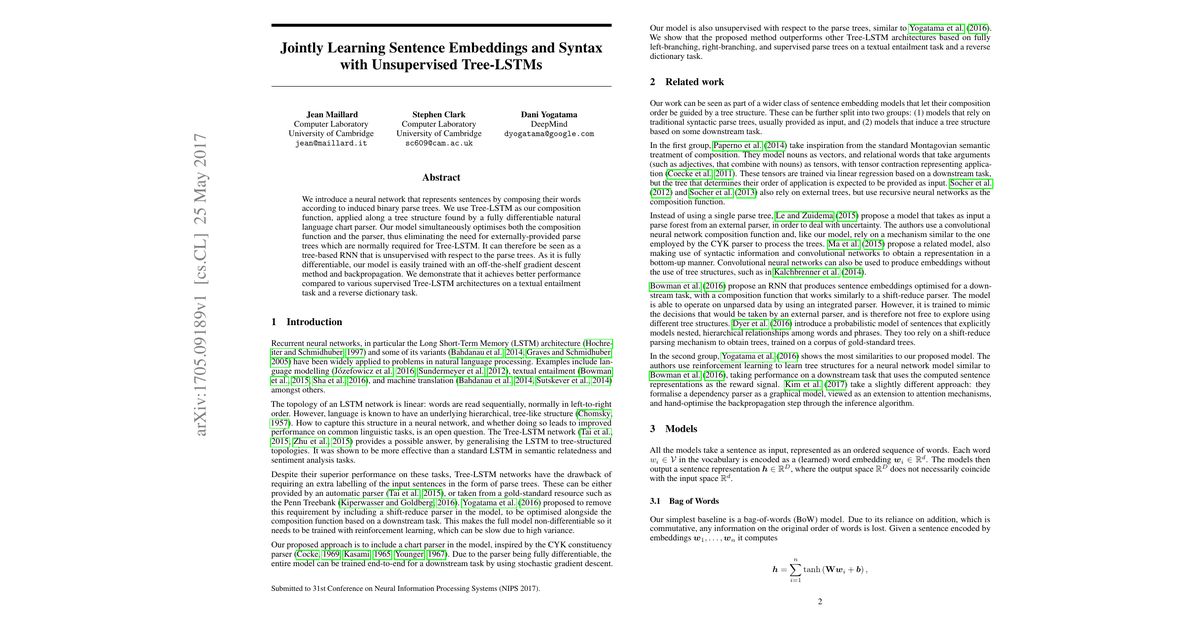 arXiv:1705.09189v1 [cs.CL] 25 May 2017
Jointly Learning Sentence Embeddings and Syntax
with Unsupervised Tree-LSTMs
Jean Maillard
Computer Laboratory
University of Cambridge
jean@maillard.it
Stephen Clark
Computer Laboratory
University of Cambridge
sc609@cam.ac.uk
Dani Yogatama
DeepMind
dyogatama@google.com
Abstract
We introduce a neural network that represents sentences by composing their words
according to induced binary parse trees. We use Tree-LSTM as our composition
function, applied along a tree structure found by a fully differentiable natural
language chart parser. Our model simultaneously optimises both the composition
function and the parser, thus eliminating the need for externally-provided parse
trees which are normally required for Tree-LSTM. It can therefore be seen as a
tree-based RNN that is unsupervised with respect to the parse trees. As it is fully
differentiable, our model is easily trained with an off-the-shelf gradient descent
method and backpropagation. We demonstrate that it achieves better performance
compared to various supervised Tree-LSTM architectures on a textual entailment
task and a reverse dictionary task.
1 Introduction
Recurrent neural networks, in particular the Long Short-Term Memory (LSTM) architecture (Hochre-
iter and Schmidhuber, 1997) and some of its variants (Bahdanau et al., 2014, Graves and Schmidhuber,
2005) have been widely applied to problems in natural language processing. Examples include lan-
guage modelling (Józefowicz et al., 2016, Sundermeyer et al., 2012), textual entailment (Bowman
et al., 2015, Sha et al., 2016), and machine translation (Bahdanau et al., 2014, Sutskever et al., 2014)
amongst others.
The topology of an LSTM network is linear: words are read sequentially, normally in left-to-right
order. However, language is known to have an underlying hierarchical, tree-like structure (Chomsky,
1957). How to capture this structure in a neural network, and whether doing so leads to improved
performance on common linguistic tasks, is an open question. The Tree-LSTM network (Tai et al.,
2015, Zhu et al., 2015) provides a possible answer, by generalising the LSTM to tree-structured
topologies. It was shown to be more effective than a standard LSTM in semantic relatedness and
sentiment analysis tasks.
Despite their superior performance on these tasks, Tree-LSTM networks have the drawback of
requiring an extra labelling of the input sentences in the form of parse trees. These can be either
provided by an automatic parser (Tai et al., 2015), or taken from a gold-standard resource such as
the Penn Treebank (Kiperwasser and Goldberg, 2016). Yogatama et al. (2016) proposed to remove
this requirement by including a shift-reduce parser in the model, to be optimised alongside the
composition function based on a downstream task. This makes the full model non-differentiable so it
needs to be trained with reinforcement learning, which can be slow due to high variance.
Our proposed approach is to include a chart parser in the model, inspired by the CYK constituency
parser (Cocke, 1969, Kasami, 1965, Younger, 1967). Due to the parser being fully differentiable, the
entire model can be trained end-to-end for a downstream task by using stochastic gradient descent.
Submitted to 31st Conference on Neural Information Processing Systems (NIPS 2017).
Our model is also unsupervised with respect to the parse trees, similar to Yogatama et al. (2016).
We show that the proposed method outperforms other Tree-LSTM architectures based on fully
left-branching, right-branching, and supervised parse trees on a textual entailment task and a reverse
dictionary task.
2 Related work
Our work can be seen as part of a wider class of sentence embedding models that let their composition
order be guided by a tree structure. These can be further split into two groups: (1) models that rely on
traditional syntactic parse trees, usually provided as input, and (2) models that induce a tree structure
based on some downstream task.
In the first group, Paperno et al. (2014) take inspiration from the standard Montagovian semantic
treatment of composition. They model nouns as vectors, and relational words that take arguments
(such as adjectives, that combine with nouns) as tensors, with tensor contraction representing applica-
tion (Coecke et al., 2011). These tensors are trained via linear regression based on a downstream task,
but the tree that determines their order of application is expected to be provided as input. Socher et al.
(2012) and Socher et al. (2013) also rely on external trees, but use recursive neural networks as the
composition function.
Instead of using a single parse tree, Le and Zuidema (2015) propose a model that takes as input a
parse forest from an external parser, in order to deal with uncertainty. The authors use a convolutional
neural network composition function and, like our model, rely on a mechanism similar to the one
employed by the CYK parser to process the trees. Ma et al. (2015) propose a related model, also
making use of syntactic information and convolutional networks to obtain a representation in a
bottom-up manner. Convolutional neural networks can also be used to produce embeddings without
the use of tree structures, such as in Kalchbrenner et al. (2014).
Bowman et al. (2016) propose an RNN that produces sentence embeddings optimised for a down-
stream task, with a composition function that works similarly to a shift-reduce parser. The model
is able to operate on unparsed data by using an integrated parser. However, it is trained to mimic
the decisions that would be taken by an external parser, and is therefore not free to explore using
different tree structures. Dyer et al. (2016) introduce a probabilistic model of sentences that explicitly
models nested, hierarchical relationships among words and phrases. They too rely on a shift-reduce
parsing mechanism to obtain trees, trained on a corpus of gold-standard trees.
In the second group, Yogatama et al. (2016) shows the most similarities to our proposed model. The
authors use reinforcement learning to learn tree structures for a neural network model similar to
Bowman et al. (2016), taking performance on a downstream task that uses the computed sentence
representations as the reward signal. Kim et al. (2017) take a slightly different approach: they
formalise a dependency parser as a graphical model, viewed as an extension to attention mechanisms,
and hand-optimise the backpropagation step through the inference algorithm.
3 Models
All the models take a sentence as input, represented as an ordered sequence of words. Each word
wᵢ ∈ 𝒱 in the vocabulary is encoded as a (learned) word embedding 𝒘ᵢ ∈ ℝᵈ. The models then
output a sentence representation 𝒉 ∈ ℝᴰ, where the output space ℝᴰ does not necessarily coincide
with the input space ℝᵈ.
3.1 Bag of Words
Our simplest baseline is a bag-of-words (BoW) model. Due to its reliance on addition, which is
commutative, any information on the original order of words is lost. Given a sentence encoded by
embeddings 𝒘₁, . . . , 𝒘ₙ it computes
𝒉 = ∑ᵢ₌₁ⁿ tanh (𝐖𝒘ᵢ + 𝒃) ,
2